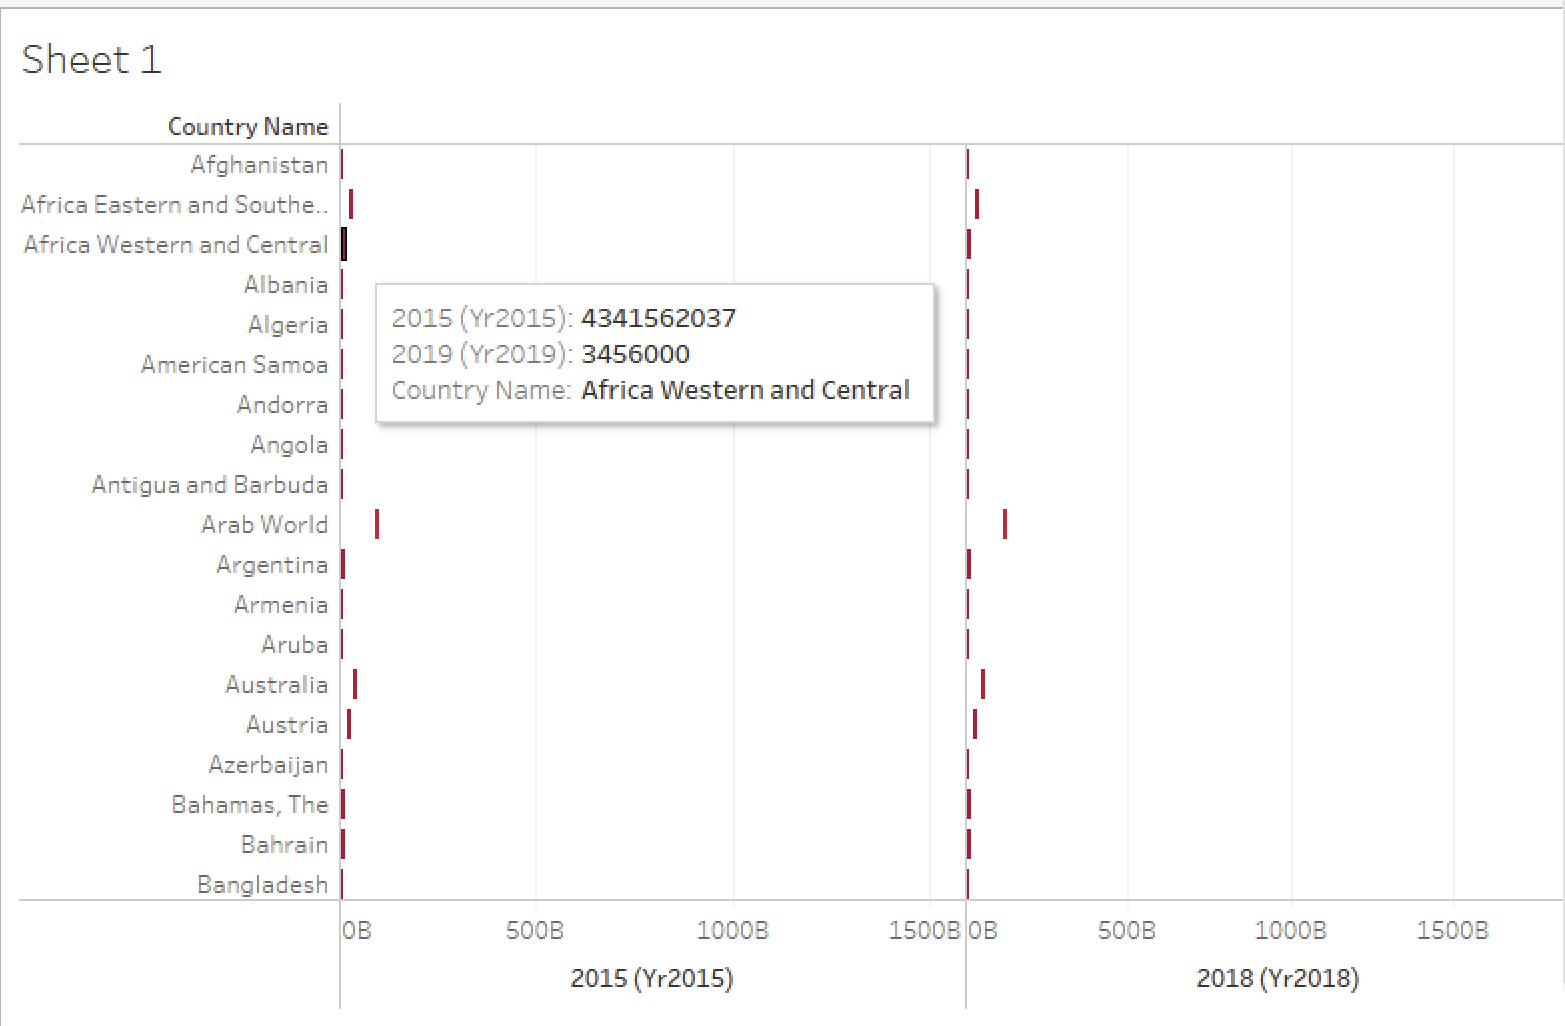 Sheet 1
Country Name
Afghanistan
Africa Eastern and Southe..
Africa Western and Central
Albania
Algeria
American Samoa
Andorra
Angola
Antigua and Barbuda
Arab World
Argentina
Armenia
Aruba
Australia
Austria
Azerbaijan
Bahamas, The
Bahrain
Bangladesh
2015 (Yr2015): 4341562037
2019 (Yr2019): 3456000
Country Name: Africa Western and Central
0B 500B 1000B 1500B 0B 500B 1000B 1500B
2015 (Yr2015) 2018 (Yr2018)